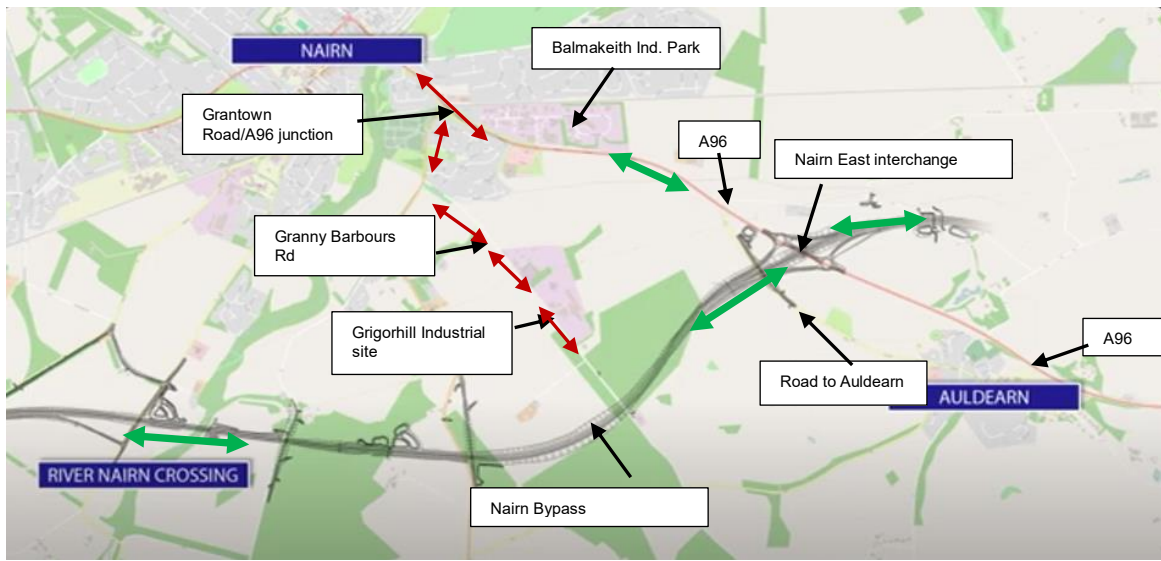 NAIRN
Balmakeith Ind. Park
Grantown
Road/A96 junction
A96
Nairn East interchange
Granny Barbours
Rd
Grigorhill Industrial
site
A96
Road to Auldearn
AULDEARN
RIVER NAIRN CROSSING
Nairn Bypass